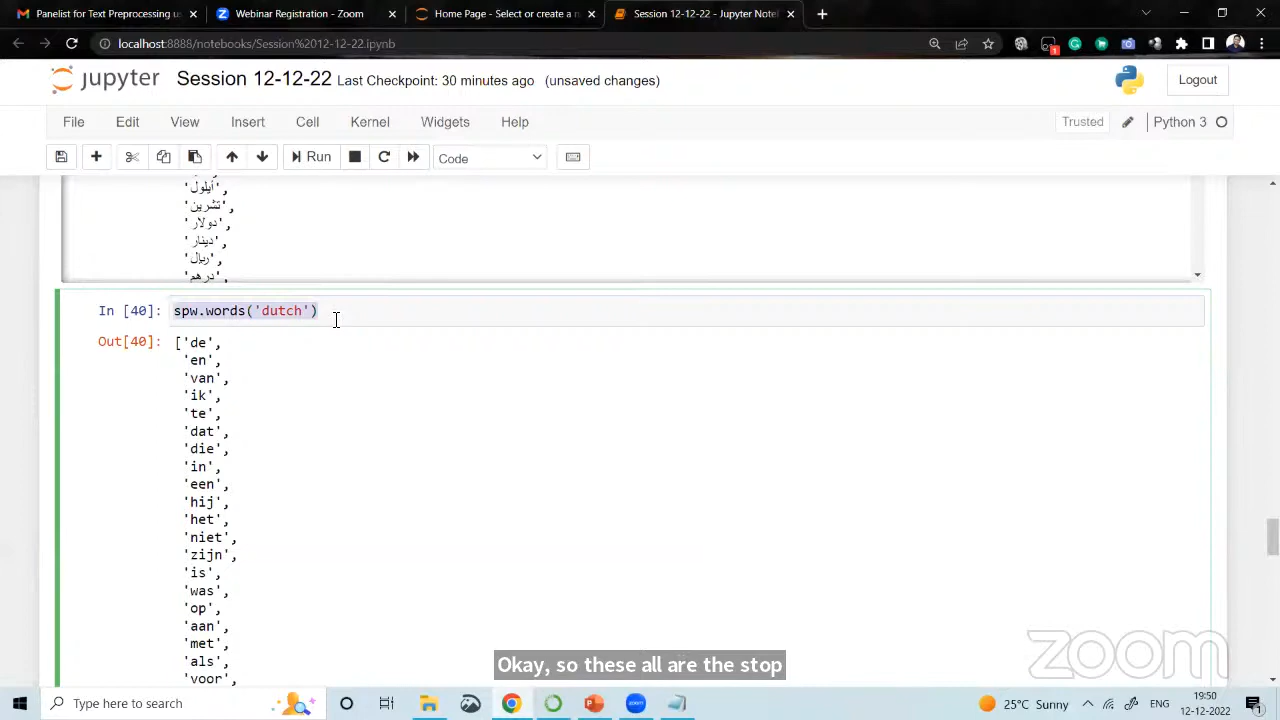 Panelist for Text Preprocessing us
Webinar Registration - Zoom
Home Page - Select or create a n
Session 12-12-22 - Jupyter Notel
localhost:8888/notebooks/Session%2012-12-22.ipynb
jupyter Session 12-12-22 Last Checkpoint: 30 minutes ago (unsaved changes)
Logout
File Edit View Insert Cell Kernel Widgets Help
Trusted Python 3
Run Code
'أيلول',
'تشرين',
'دولار',
'دينار',
'ريال',
'درهم',
In [40]: spw.words('dutch')
Out[40]: ['de',
'en',
'van',
'ik',
'te',
'dat',
'die',
'in',
'een',
'hij',
'het',
'niet',
'zijn',
'is',
'was',
'op',
'aan',
'met',
'als',
'voor',
Okay, so these all are the stop
zoom
Type here to search
25°C Sunny
ENG
19:50
12-12-2022